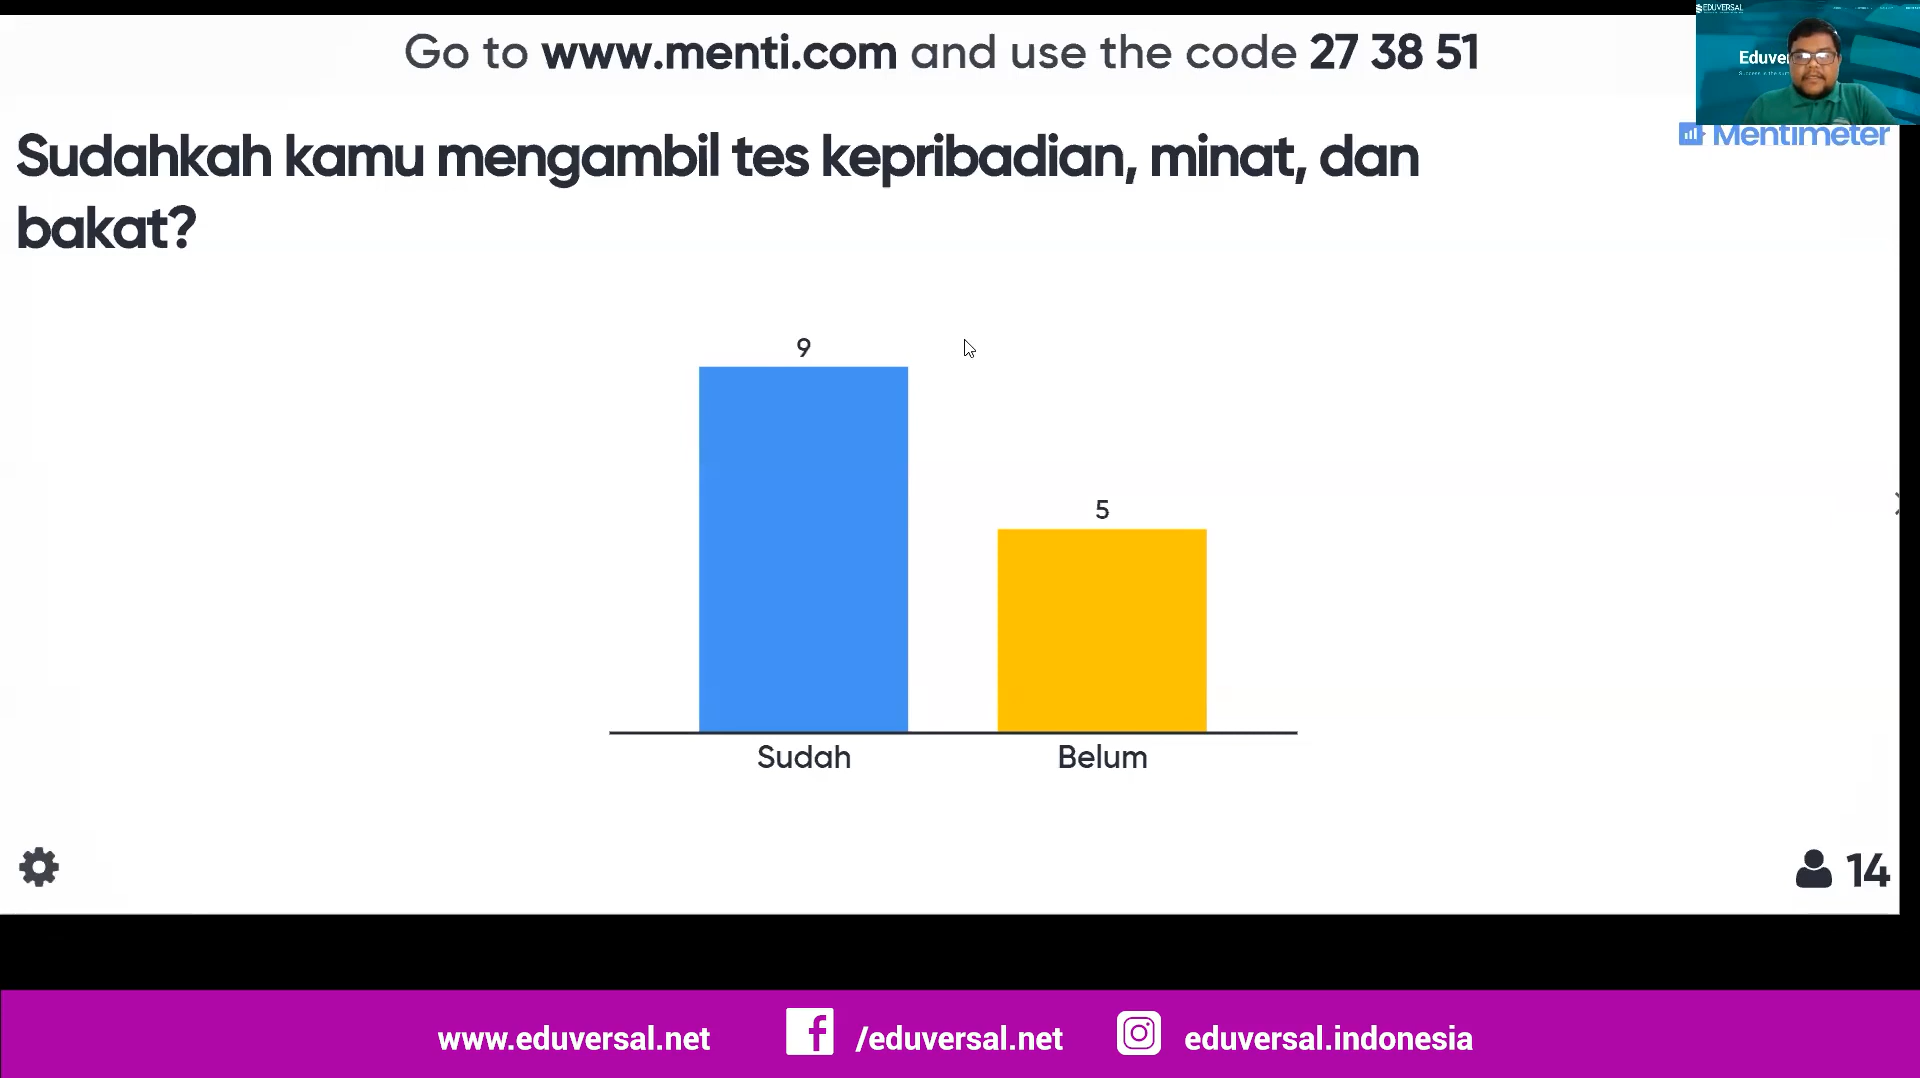 EDUVERSAL
Go to www.menti.com and use the code 27 38 51
Mentimeter
Sudahkah kamu mengambil tes kepribadian, minat, dan
bakat?
9
5
Sudah
Belum
14
www.eduversal.net
/eduversal.net
eduversal.indonesia